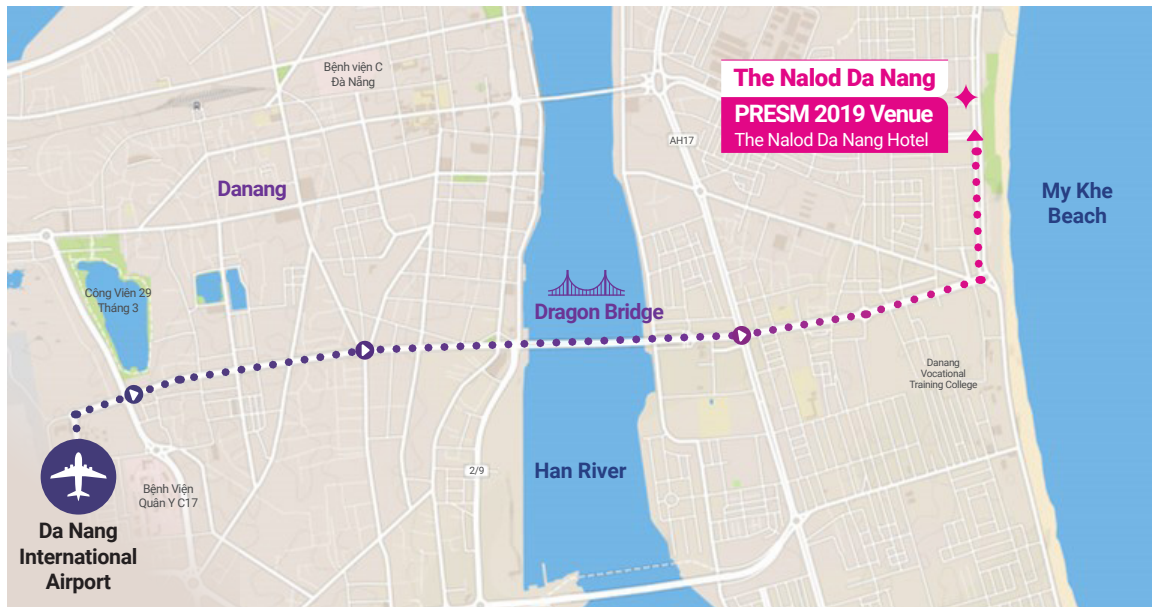 Bệnh viện C
Đà Nẵng
The Nalod Da Nang
PRESM 2019 Venue
The Nalod Da Nang Hotel
AH17
Danang
My Khe
Beach
Công Viên 29
Tháng 3
Dragon Bridge
Danang
Vocational
Training College
Han River
2/9
Bệnh Viện
Quân Y C17
Da Nang
International
Airport